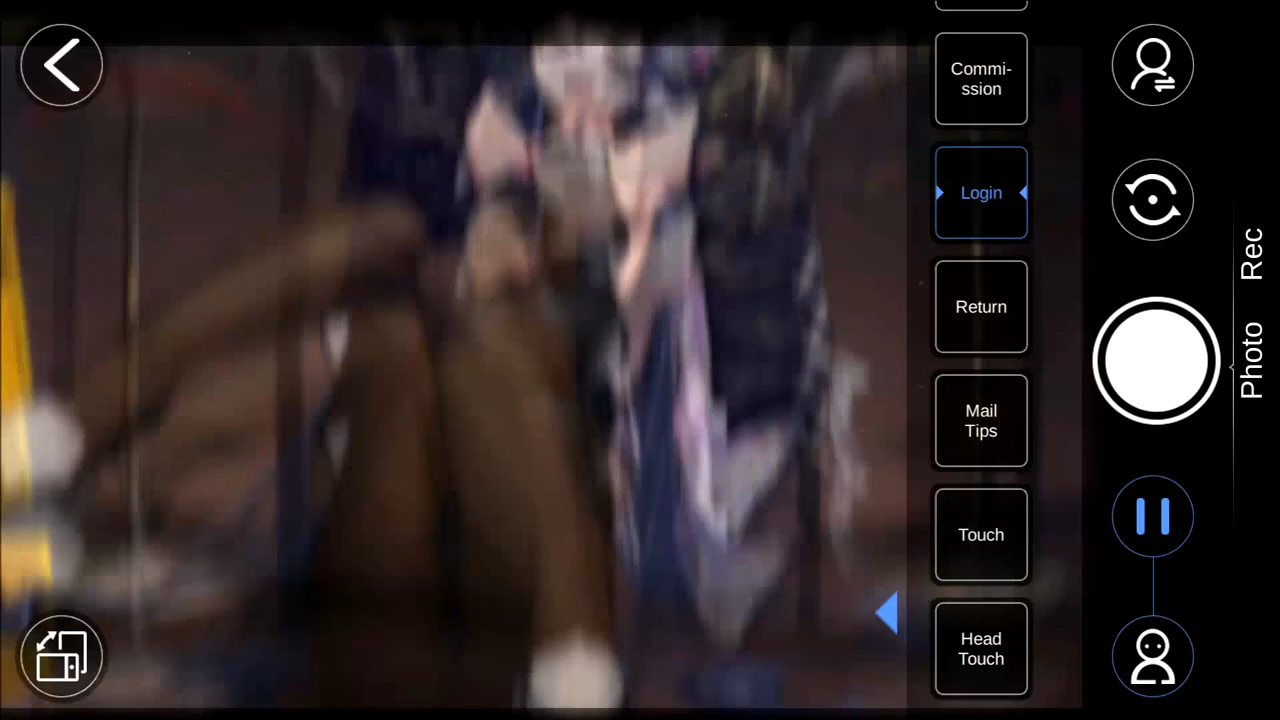 Commi-
ssion
Login
Return
Mail
Tips
Touch
Head
Touch
Rec
Photo